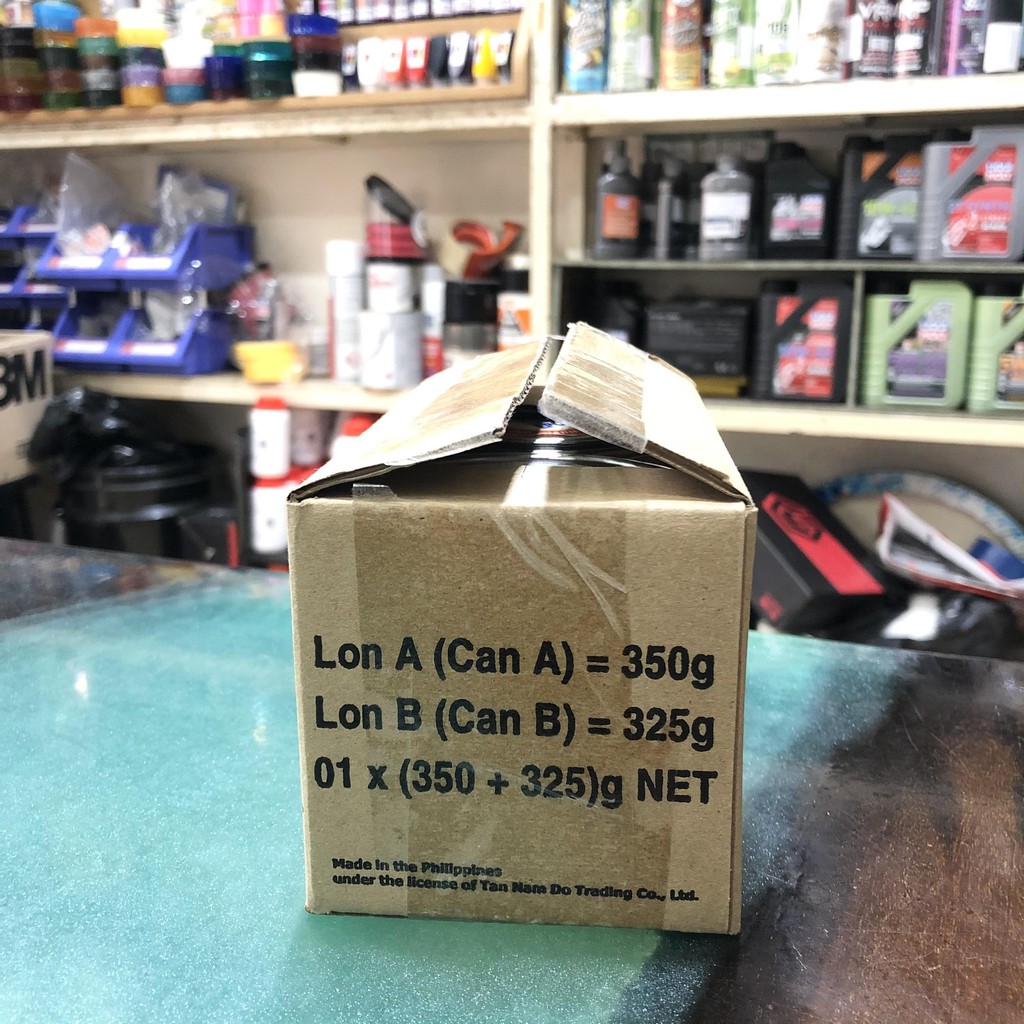 3M
Lon A (Can A) = 350g
Lon B (Can B) = 325g
01 x (350 + 325)g NET
Made in the Philippines
under the license of Tan Nam Do Trading Co., Ltd.